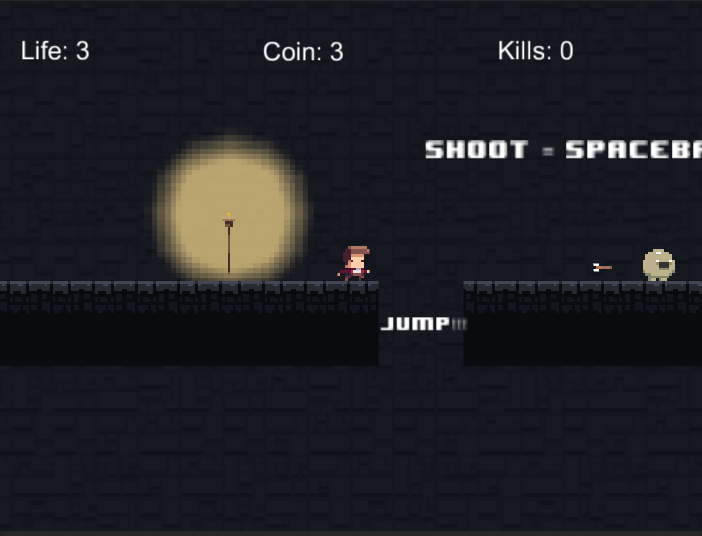 Life: 3 Coin: 3 Kills: 0
SHOOT = SPACEBA
JUMP!!!